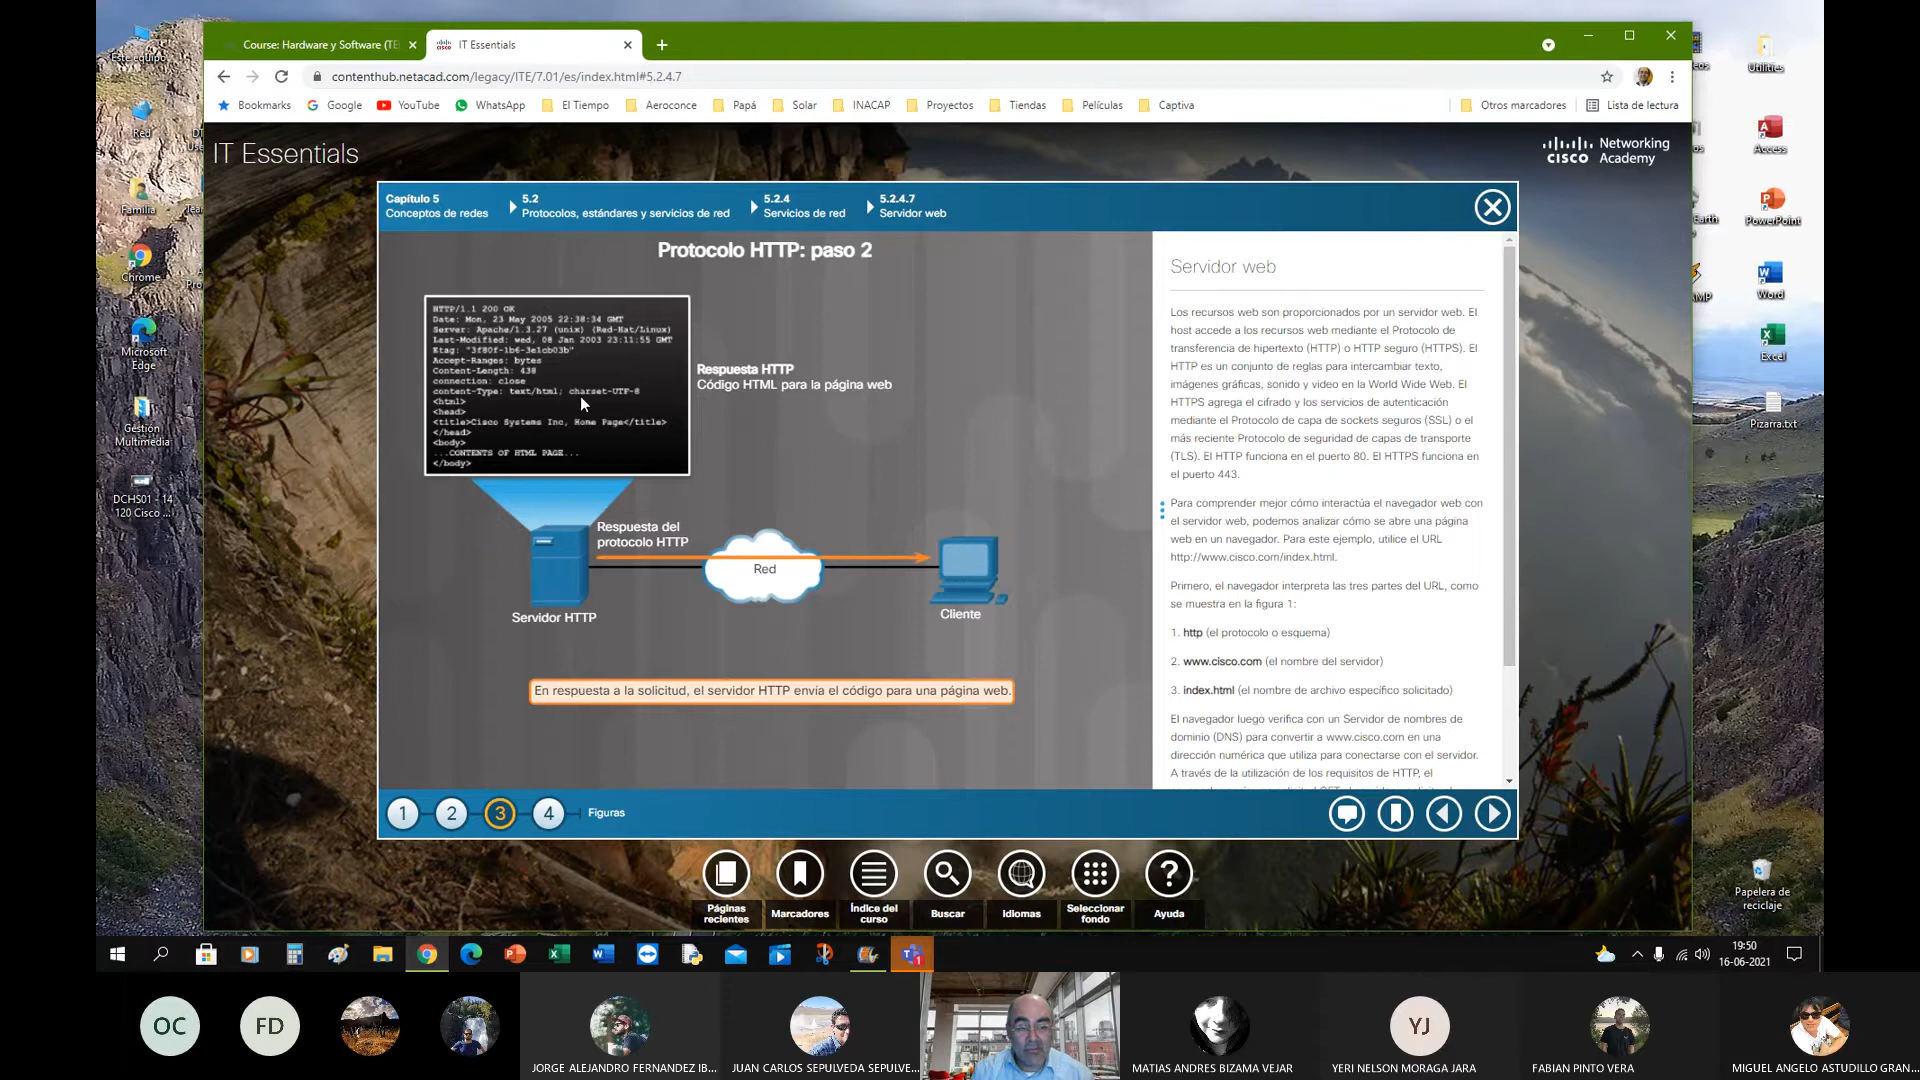 Course: Hardware y Software (TE
IT Essentials
contenthub.netacad.com/legacy/ITE/7.01/es/index.html#5.2.4.7
Bookmarks
Google
YouTube
WhatsApp
El Tiempo
Aeroconce
Papá
Solar
INACAP
Proyectos
Tiendas
Películas
Captiva
Otros marcadores
Lista de lectura
IT Essentials
CISCO
Networking
Academy
Capítulo 5
Conceptos de redes
5.2
Protocolos, estándares y servicios de red
5.2.4
Servicios de red
5.2.4.7
Servidor web
Protocolo HTTP: paso 2
HTTP/1.1 200 OK
Date: Mon, 23 May 2005 22:38:34 GMT
Server: Apache/1.3.27 (unix) (Red-Hat/Linux)
Last-Modified: wed, 08 Jan 2003 23:11:55 GMT
Etag: "3f80f-1b6-3e1cb03b"
Accept-Ranges: bytes
Content-Length: 438
connection: close
content-Type: text/html; charset-UTF-8
<html>
<head>
<title>Cisco Systems Inc, Home Page</title>
</head>
<body>
...CONTENTS OF HTML PAGE...
</body>
Respuesta HTTP
Código HTML para la página web
Respuesta del
protocolo HTTP
Red
Servidor HTTP
Cliente
En respuesta a la solicitud, el servidor HTTP envía el código para una página web.
Servidor web
Los recursos web son proporcionados por un servidor web. El
host accede a los recursos web mediante el Protocolo de
transferencia de hipertexto (HTTP) o HTTP seguro (HTTPS). El
HTTP es un conjunto de reglas para intercambiar texto,
imágenes gráficas, sonido y video en la World Wide Web. El
HTTPS agrega el cifrado y los servicios de autenticación
mediante el Protocolo de capa de sockets seguros (SSL) o el
más reciente Protocolo de seguridad de capas de transporte
(TLS). El HTTP funciona en el puerto 80. El HTTPS funciona en
el puerto 443.
Para comprender mejor cómo interactúa el navegador web con
el servidor web, podemos analizar cómo se abre una página
web en un navegador. Para este ejemplo, utilice el URL
http://www.cisco.com/index.html.
Primero, el navegador interpreta las tres partes del URL, como
se muestra en la figura 1:
1. http (el protocolo o esquema)
2. www.cisco.com (el nombre del servidor)
3. index.html (el nombre de archivo específico solicitado)
El navegador luego verifica con un Servidor de nombres de
dominio (DNS) para convertir a www.cisco.com en una
dirección numérica que utiliza para conectarse con el servidor.
A través de la utilización de los requisitos de HTTP, el
1
2
3
4
Figuras
Páginas
recientes
Marcadores
Índice del
curso
Buscar
Idiomas
Seleccionar
fondo
Ayuda
Este equipo
Red
Familia
Chrome
Microsoft
Edge
Gestión
Multimedia
DCHS01 - 14
120 Cisco ...
Utilities
Access
PowerPoint
Word
Excel
Pizarra.txt
Papelera de
reciclaje
19:50
16-06-2021
OC
FD
JORGE ALEJANDRO FERNANDEZ IB...
JUAN CARLOS SEPULVEDA SEPULVE...
MATIAS ANDRES BIZAMA VEJAR
YJ
YERI NELSON MORAGA JARA
FABIAN PINTO VERA
MIGUEL ANGELO ASTUDILLO GRAN...